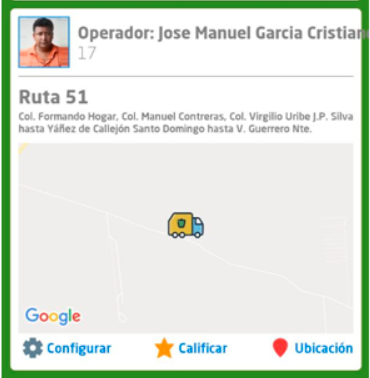 Operador: Jose Manuel Garcia Cristian
17
Ruta 51
Col. Formando Hogar, Col. Manuel Contreras, Col. Virgilio Uribe J.P. Silva
hasta Yáñez de Callejón Santo Domingo hasta V. Guerrero Nte.
Google
Configurar Calificar Ubicación